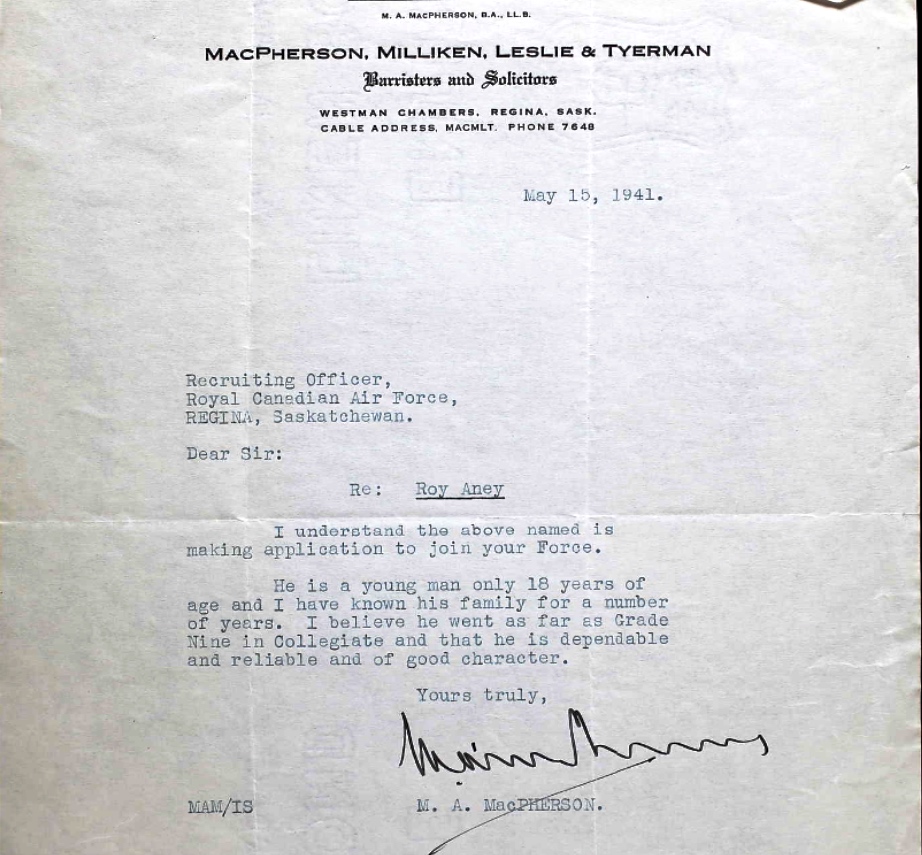 M. A. MACPHERSON, B.A., LL.B.
MACPHERSON, MILLIKEN, LESLIE & TYERMAN
Barristers and Solicitors
WESTMAN CHAMBERS, REGINA, SASK.
CABLE ADDRESS, MACMLT. PHONE 7648
May 15, 1941.
Recruiting Officer,
Royal Canadian Air Force,
REGINA, Saskatchewan.
Dear Sir:
Re: Roy Aney
I understand the above named is
making application to join your Force.
He is a young man only 18 years of
age and I have known his family for a number
of years. I believe he went as far as Grade
Nine in Collegiate and that he is dependable
and reliable and of good character.
Yours truly,
MAM/IS M. A. MacPHERSON.